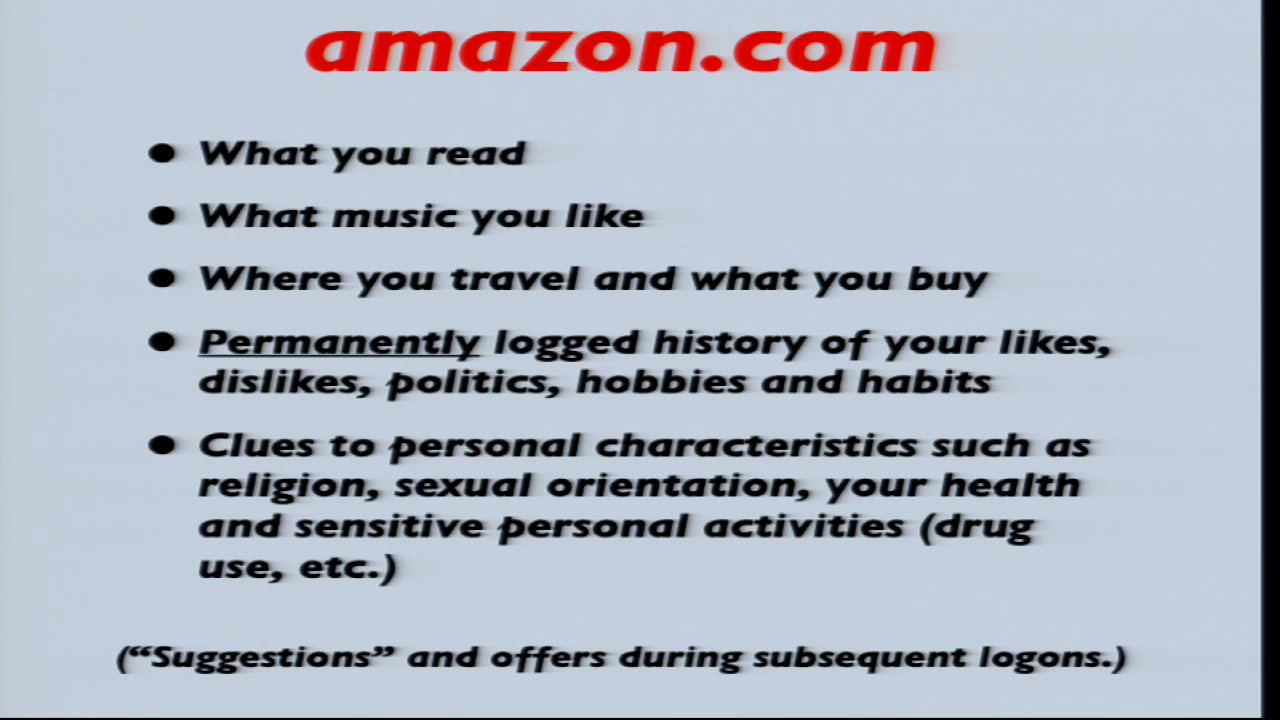 amazon.com
● What you read
● What music you like
● Where you travel and what you buy
● Permanently logged history of your likes,
dislikes, politics, hobbies and habits
● Clues to personal characteristics such as
religion, sexual orientation, your health
and sensitive personal activities (drug
use, etc.)
(“Suggestions” and offers during subsequent logons.)